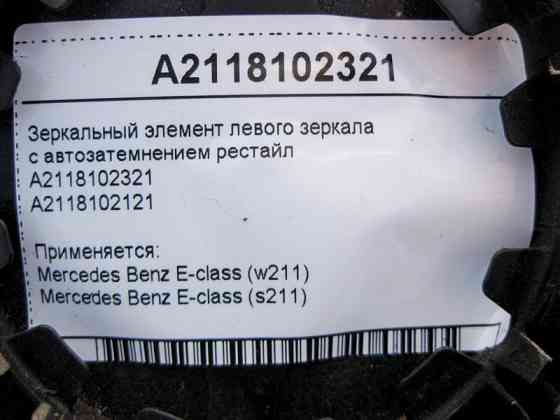 A2118102321
Зеркальный элемент левого зеркала
с автозатемнением рестайл
A2118102321
A2118102121
Применяется:
Mercedes Benz E-class (w211)
Mercedes Benz E-class (s211)